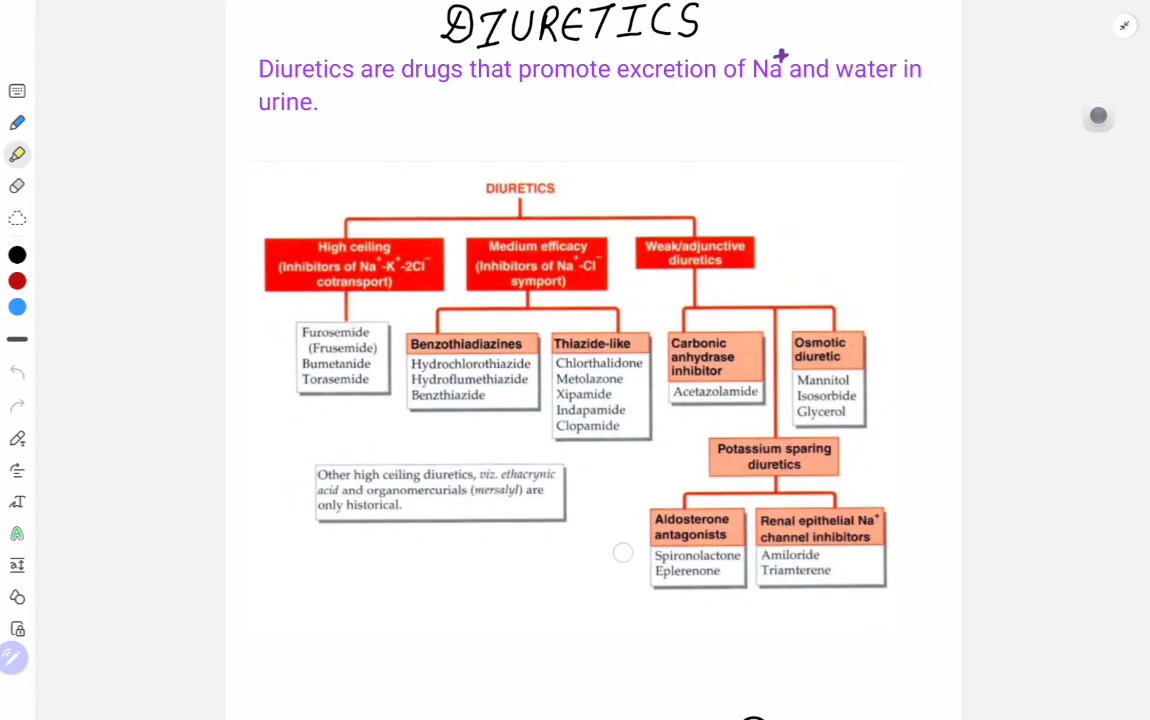 DIURETICS
Diuretics are drugs that promote excretion of Na+ and water in
urine.
DIURETICS
High ceiling
(Inhibitors of Na+-K+-2Cl−
cotransport)
Medium efficacy
(Inhibitors of Na+-Cl−
symport)
Weak/adjunctive
diuretics
Furosemide
(Frusemide)
Bumetanide
Torasemide
Benzothiadiazines
Hydrochlorothiazide
Hydroflumethiazide
Benzthiazide
Thiazide-like
Chlorthalidone
Metolazone
Xipamide
Indapamide
Clopamide
Carbonic
anhydrase
inhibitor
Acetazolamide
Osmotic
diuretic
Mannitol
Isosorbide
Glycerol
Potassium sparing
diuretics
Other high ceiling diuretics, viz. ethacrynic
acid and organomercurials (mersalyl) are
only historical.
Aldosterone
antagonists
Spironolactone
Eplerenone
Renal epithelial Na+
channel inhibitors
Amiloride
Triamterene